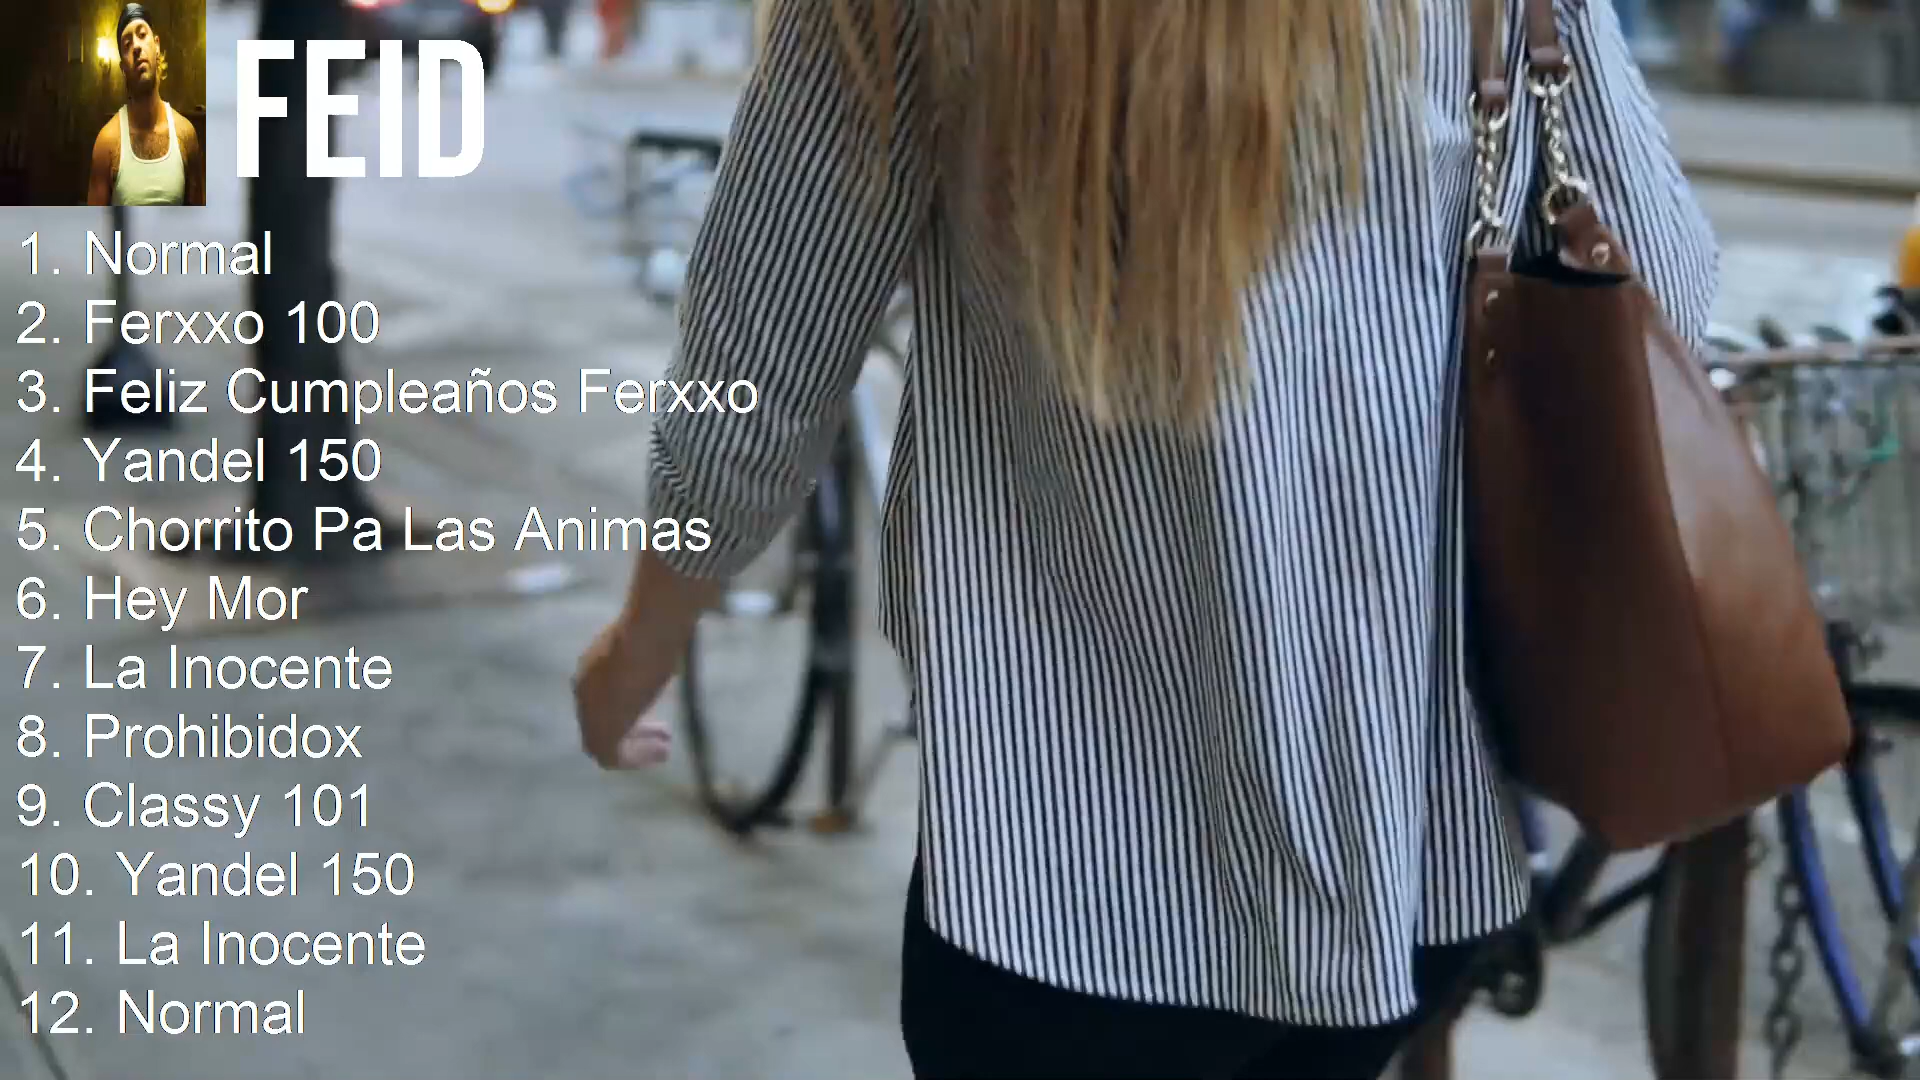 FEID
1. Normal
2. Ferxxo 100
3. Feliz Cumpleaños Ferxxo
4. Yandel 150
5. Chorrito Pa Las Animas
6. Hey Mor
7. La Inocente
8. Prohibidox
9. Classy 101
10. Yandel 150
11. La Inocente
12. Normal